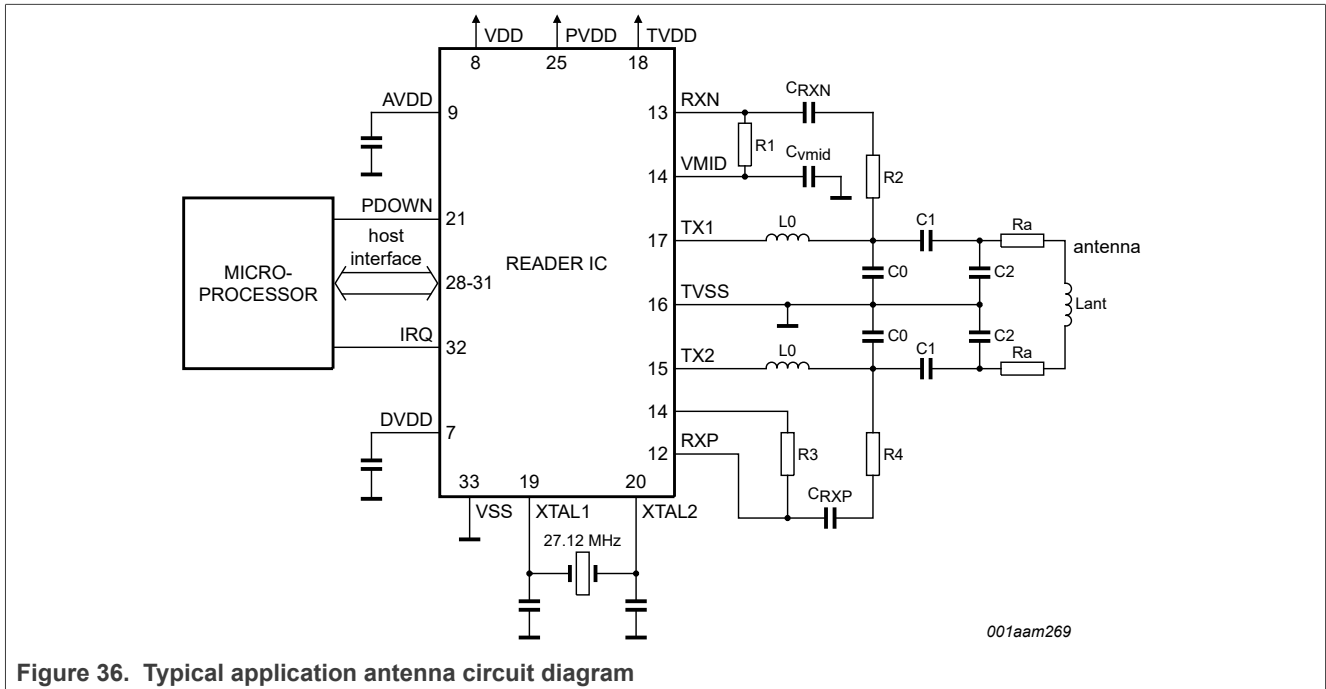 VDD
PVDD
TVDD
8
25
18
AVDD
9
13
RXN
CRXN
R1
VMID
14
Cvmid
R2
PDOWN
21
host
interface
MICRO-
PROCESSOR
28-31
READER IC
IRQ
32
17
TX1
L0
C1
Ra
antenna
C0
C2
16
TVSS
Lant
C0
C2
15
TX2
L0
C1
Ra
DVDD
7
14
12
RXP
R3
R4
CRXP
33
19
20
VSS
XTAL1
XTAL2
27.12 MHz
001aam269
Figure 36. Typical application antenna circuit diagram